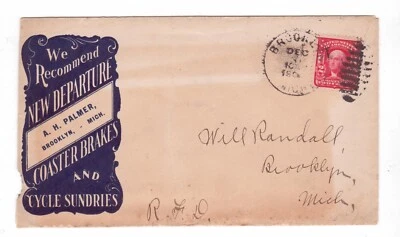 We
Recommend
NEW DEPARTURE
A. H. PALMER,
BROOKLYN, - MICH.
COASTER BRAKES
AND
CYCLE SUNDRIES
DEC
Will Randall,
Brooklyn,
Mich,
R. F. D.